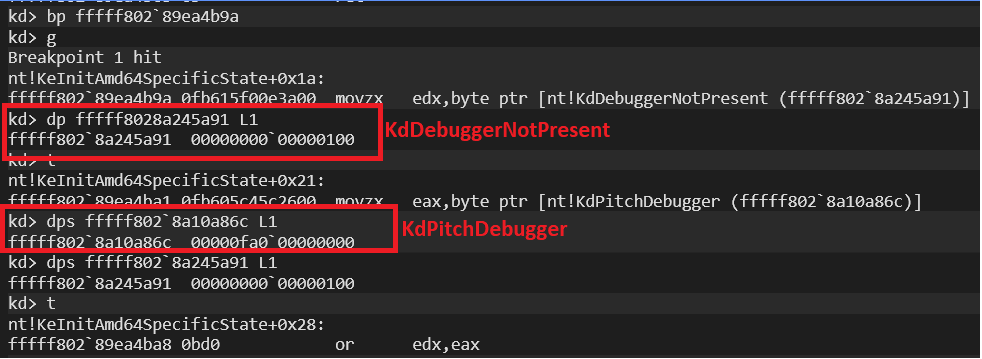 kd> bp fffff802`89ea4b9a
kd> g
Breakpoint 1 hit
nt!KeInitAmd64SpecificState+0x1a:
fffff802`89ea4b9a 0fb615f00e3a00 movzx edx,byte ptr [nt!KdDebuggerNotPresent (fffff802`8a245a91)]
kd> dp fffff8028a245a91 L1
KdDebuggerNotPresent
fffff802`8a245a91 00000000`00000100
kd> t
nt!KeInitAmd64SpecificState+0x21:
fffff802`89ea4ba1 0fb605c45c2600 movzx eax,byte ptr [nt!KdPitchDebugger (fffff802`8a10a86c)]
kd> dps fffff802`8a10a86c L1
KdPitchDebugger
fffff802`8a10a86c 00000fa0`00000000
kd> dps fffff802`8a245a91 L1
fffff802`8a245a91 00000000`00000100
kd> t
nt!KeInitAmd64SpecificState+0x28:
fffff802`89ea4ba8 0bd0 or edx,eax